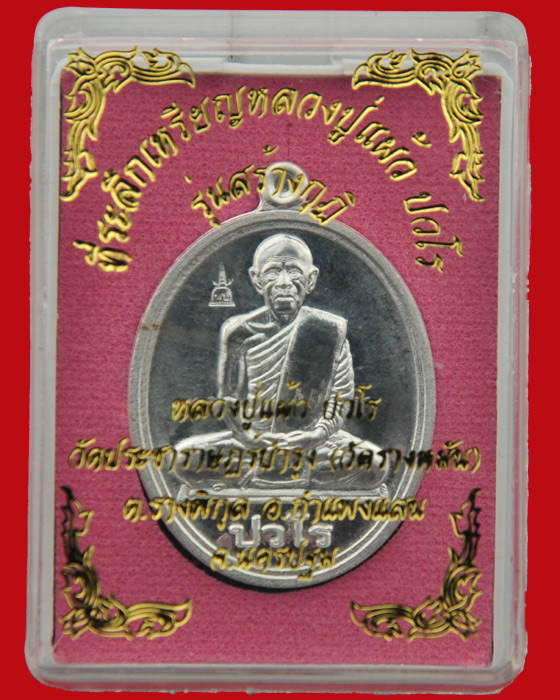 ที่ระลึกเหรียญหลวงปู่แผ้ว ปวโร
รุ่นสร้างกุฏิ
หลวงปู่แผ้ว ปวโร
วัดประชาราษฎร์บำรุง (วัดรางหมัน)
ต.รางพิกุล อ.กำแพงแสน
ปวโร
จ.นครปฐม